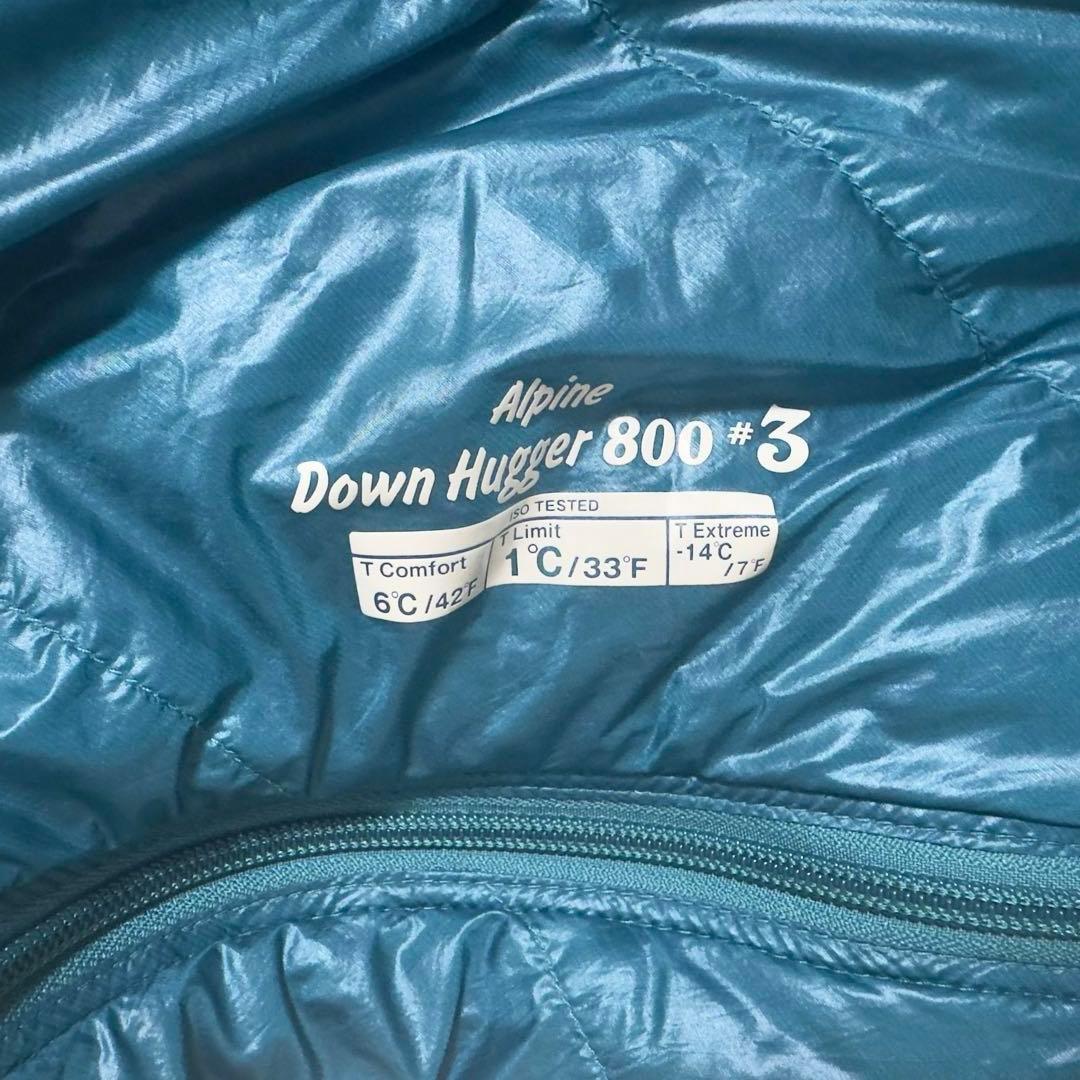 Alpine
Down Hugger 800 #3
ISO TESTED
T Comfort
6°C/42°F
T Limit
1°C/33°F
T Extreme
-14°C
/7°F